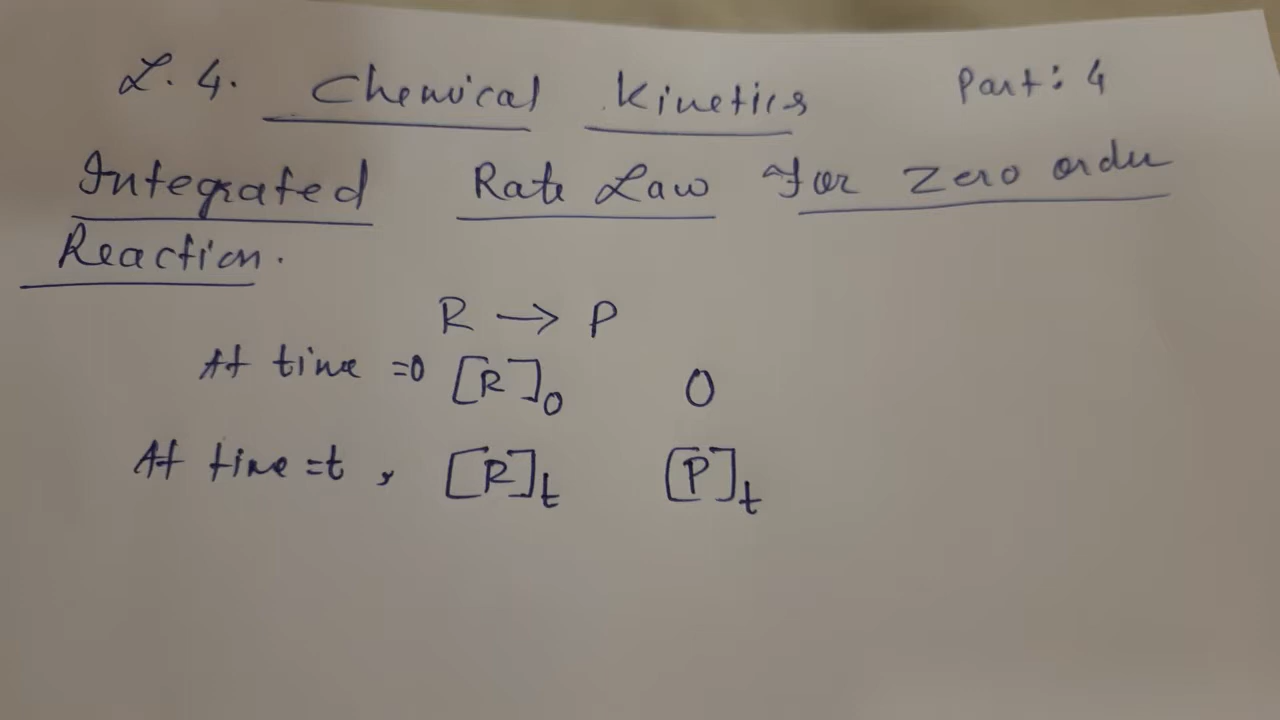 L. 4. Chemical Kinetics Part: 4
Integrated Rate Law For Zero order
Reaction.
R → P
At time =0 [R]₀ 0
At time =t, [R]ₜ [P]ₜ